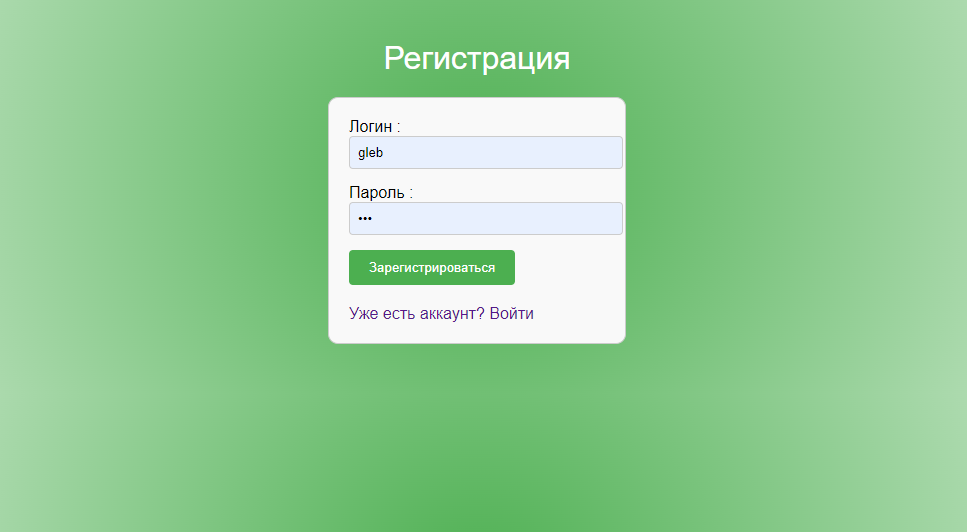 Регистрация
Логин :
gleb
Пароль :
•••
Зарегистрироваться
Уже есть аккаунт? Войти